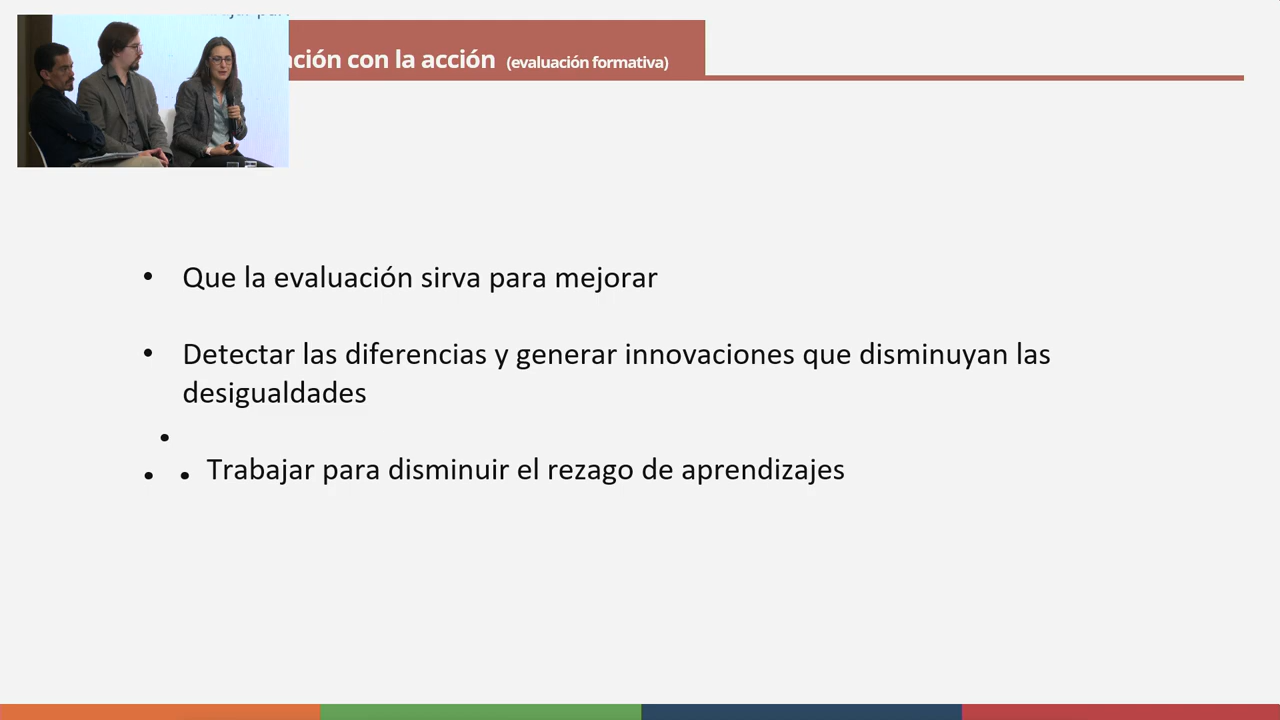 ción con la acción (evaluación formativa)
• Que la evaluación sirva para mejorar
• Detectar las diferencias y generar innovaciones que disminuyan las
desigualdades
•
• • Trabajar para disminuir el rezago de aprendizajes